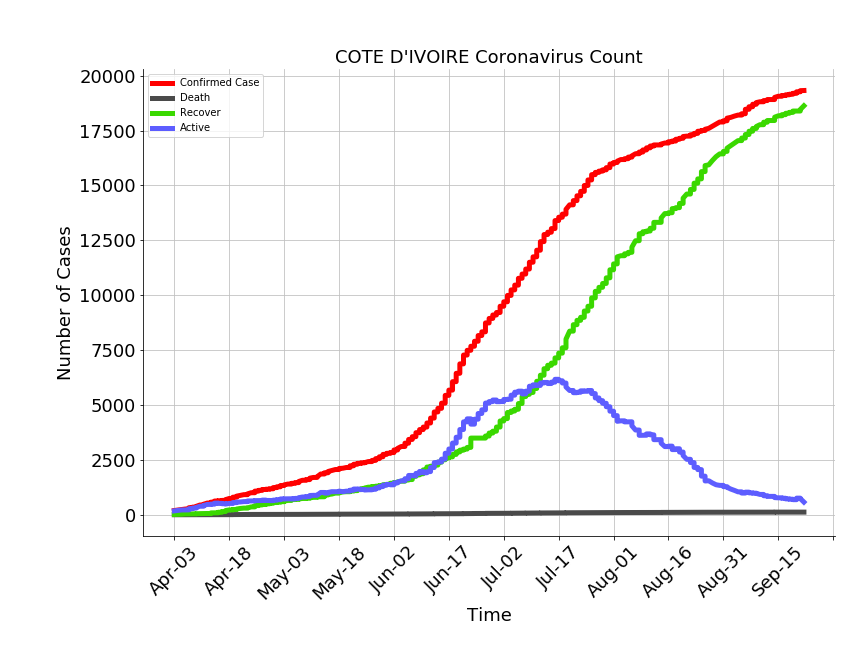 COTE D'IVOIRE Coronavirus Count
Confirmed Case
Death
Recover
Active
20000
17500
15000
12500
10000
7500
5000
2500
0
Number of Cases
Apr-03
Apr-18
May-03
May-18
Jun-02
Jun-17
Jul-02
Jul-17
Aug-01
Aug-16
Aug-31
Sep-15
Time